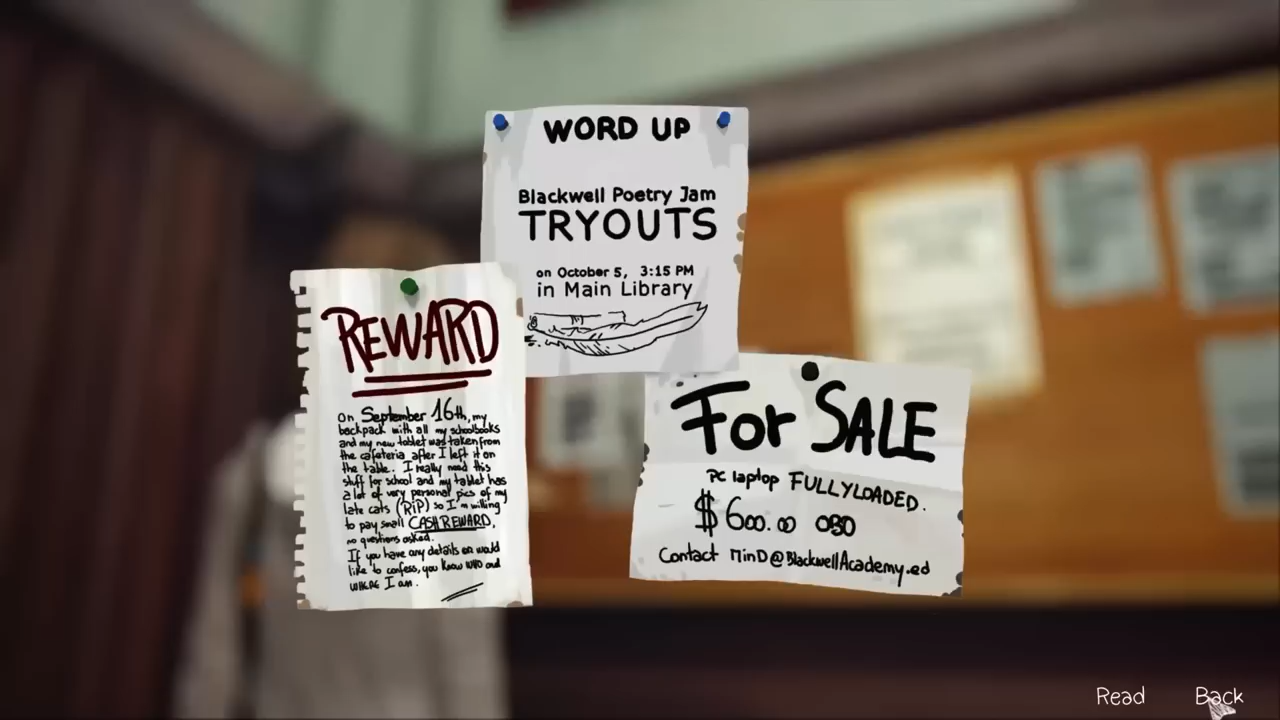 WORD UP
Blackwell Poetry Jam
TRYOUTS
on October 5, 3:15 PM
in Main Library
REWARD
On September 16th, my
backpack with all my schoolbooks
and my new tablet was taken from
the cafeteria after I left it on
the table. I really need this
stuff for school and my tablet has
a lot of very personal pics of my
late cats (RiP) so I'm willing
to pay small CASH REWARD,
no questions asked.
If you have any details or would
like to confess, you know WHO and
WHERE I am.
For SALE
PC laptop FULLY LOADED.
$600.00 OBO
Contact MinD@BlackwellAcademy.ed
Read
Back